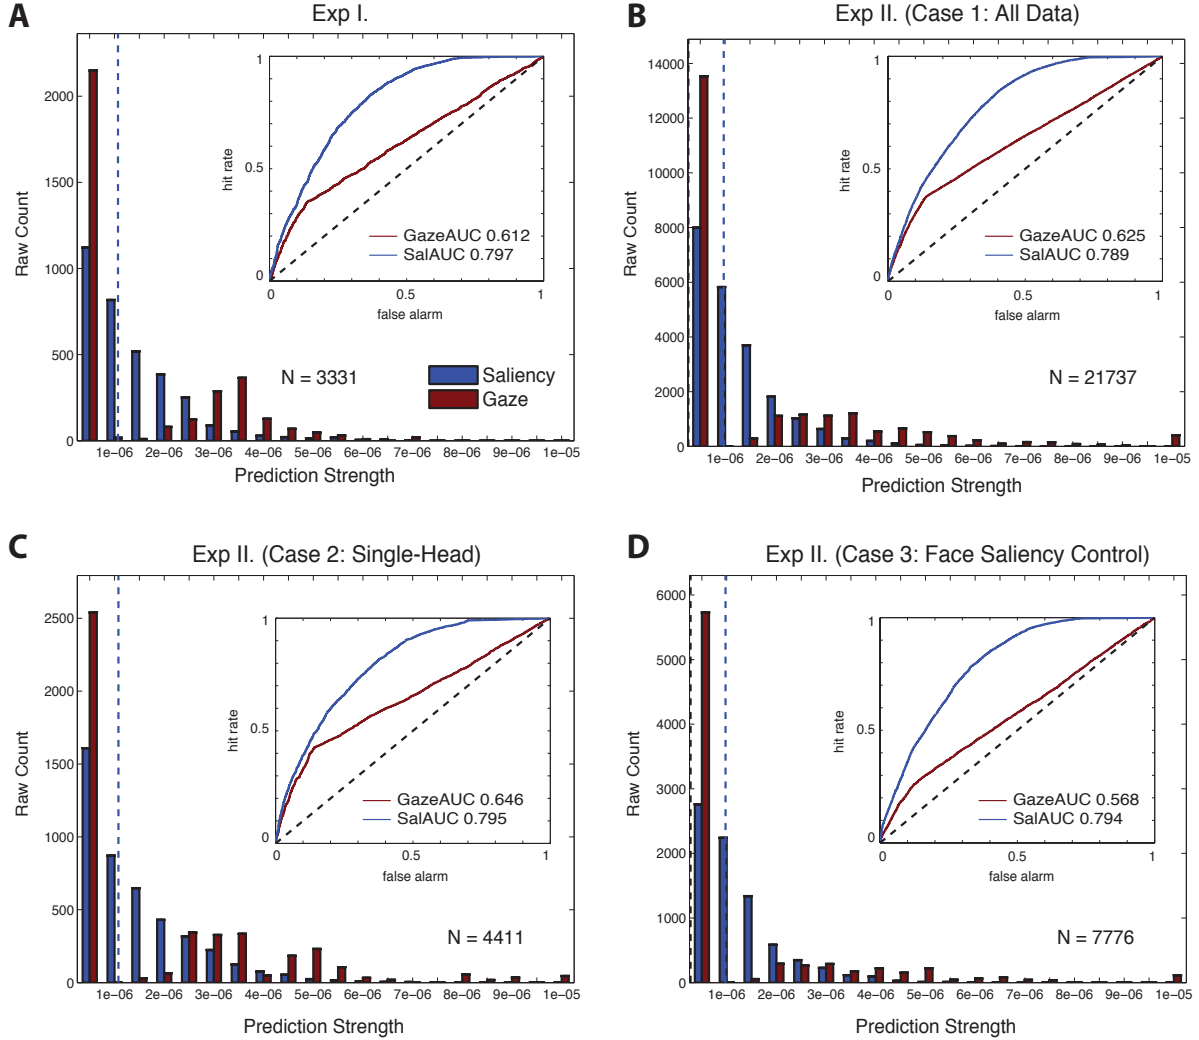 A
Exp I.
Raw Count
2000
1500
1000
500
0
1e-06 2e-06 3e-06 4e-06 5e-06 6e-06 7e-06 8e-06 9e-06 1e-05
Prediction Strength
hit rate
1
0.5
0
0 0.5 1
false alarm
GazeAUC 0.612
SalAUC 0.797
N = 3331
Saliency
Gaze
B
Exp II. (Case 1: All Data)
Raw Count
14000
12000
10000
8000
6000
4000
2000
0
1e-06 2e-06 3e-06 4e-06 5e-06 6e-06 7e-06 8e-06 9e-06 1e-05
Prediction Strength
hit rate
1
0.5
0
0 0.5 1
false alarm
GazeAUC 0.625
SalAUC 0.789
N = 21737
C
Exp II. (Case 2: Single-Head)
Raw Count
2500
2000
1500
1000
500
0
1e-06 2e-06 3e-06 4e-06 5e-06 6e-06 7e-06 8e-06 9e-06 1e-05
Prediction Strength
hit rate
1
0.5
0
0 0.5 1
false alarm
GazeAUC 0.646
SalAUC 0.795
N = 4411
D
Exp II. (Case 3: Face Saliency Control)
Raw Count
6000
5000
4000
3000
2000
1000
0
1e-06 2e-06 3e-06 4e-06 5e-06 6e-06 7e-06 8e-06 9e-06 1e-05
Prediction Strength
hit rate
1
0.5
0
0 0.5 1
false alarm
GazeAUC 0.568
SalAUC 0.794
N = 7776